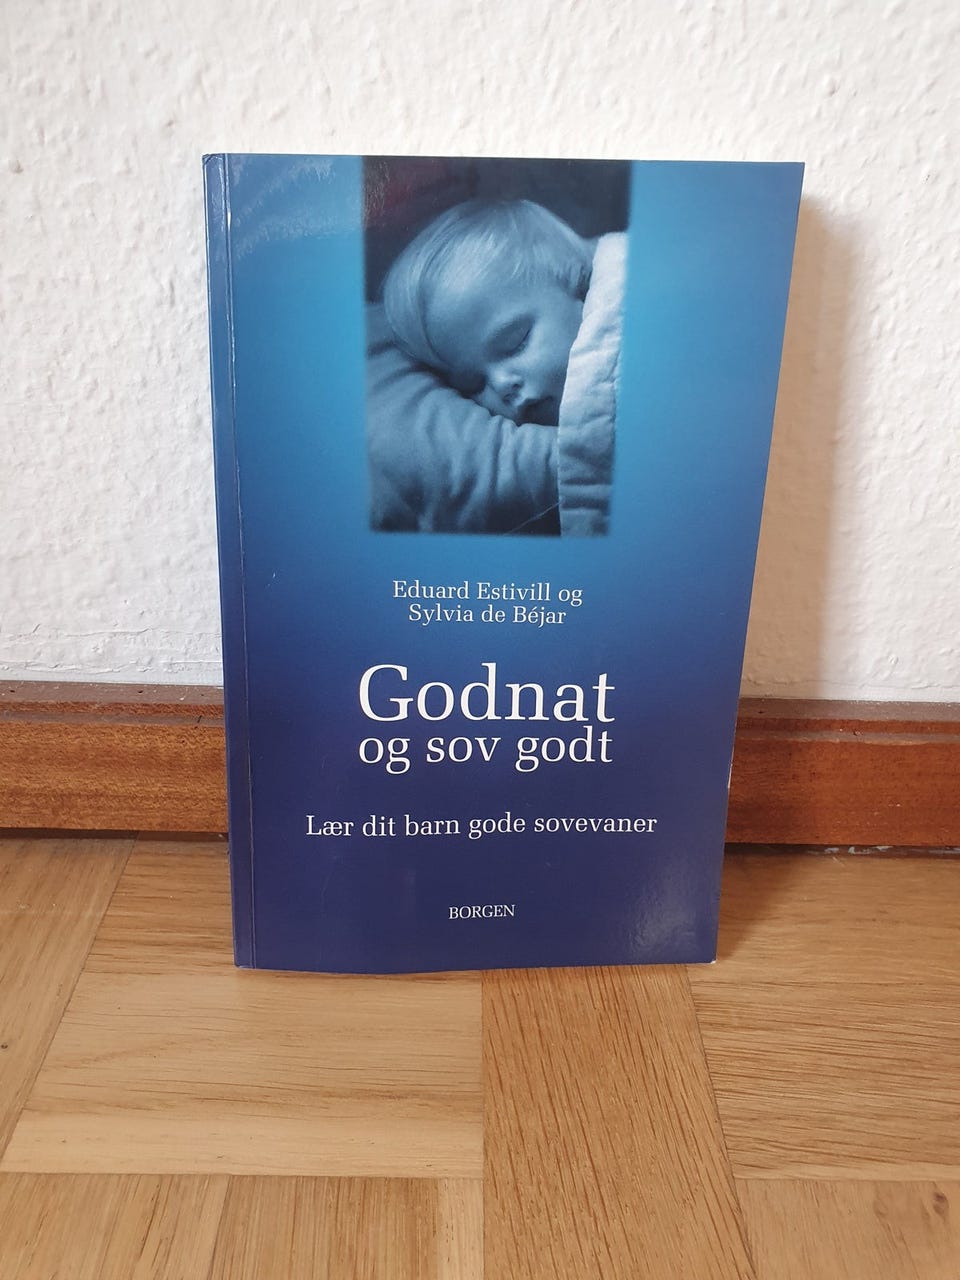 Eduard Estivill og
Sylvia de Béjar
Godnat
og sov godt
Lær dit barn gode sovevaner
BORGEN